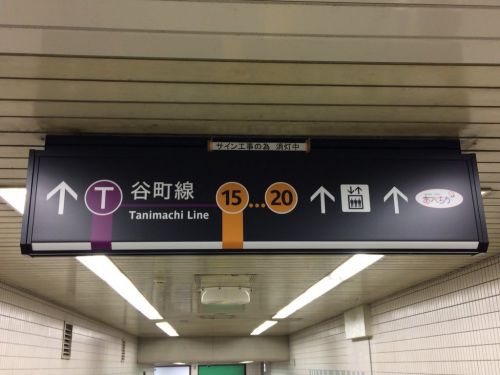 サイン工事の為 消灯中
T
谷町線
Tanimachi Line
15...20
あべちか